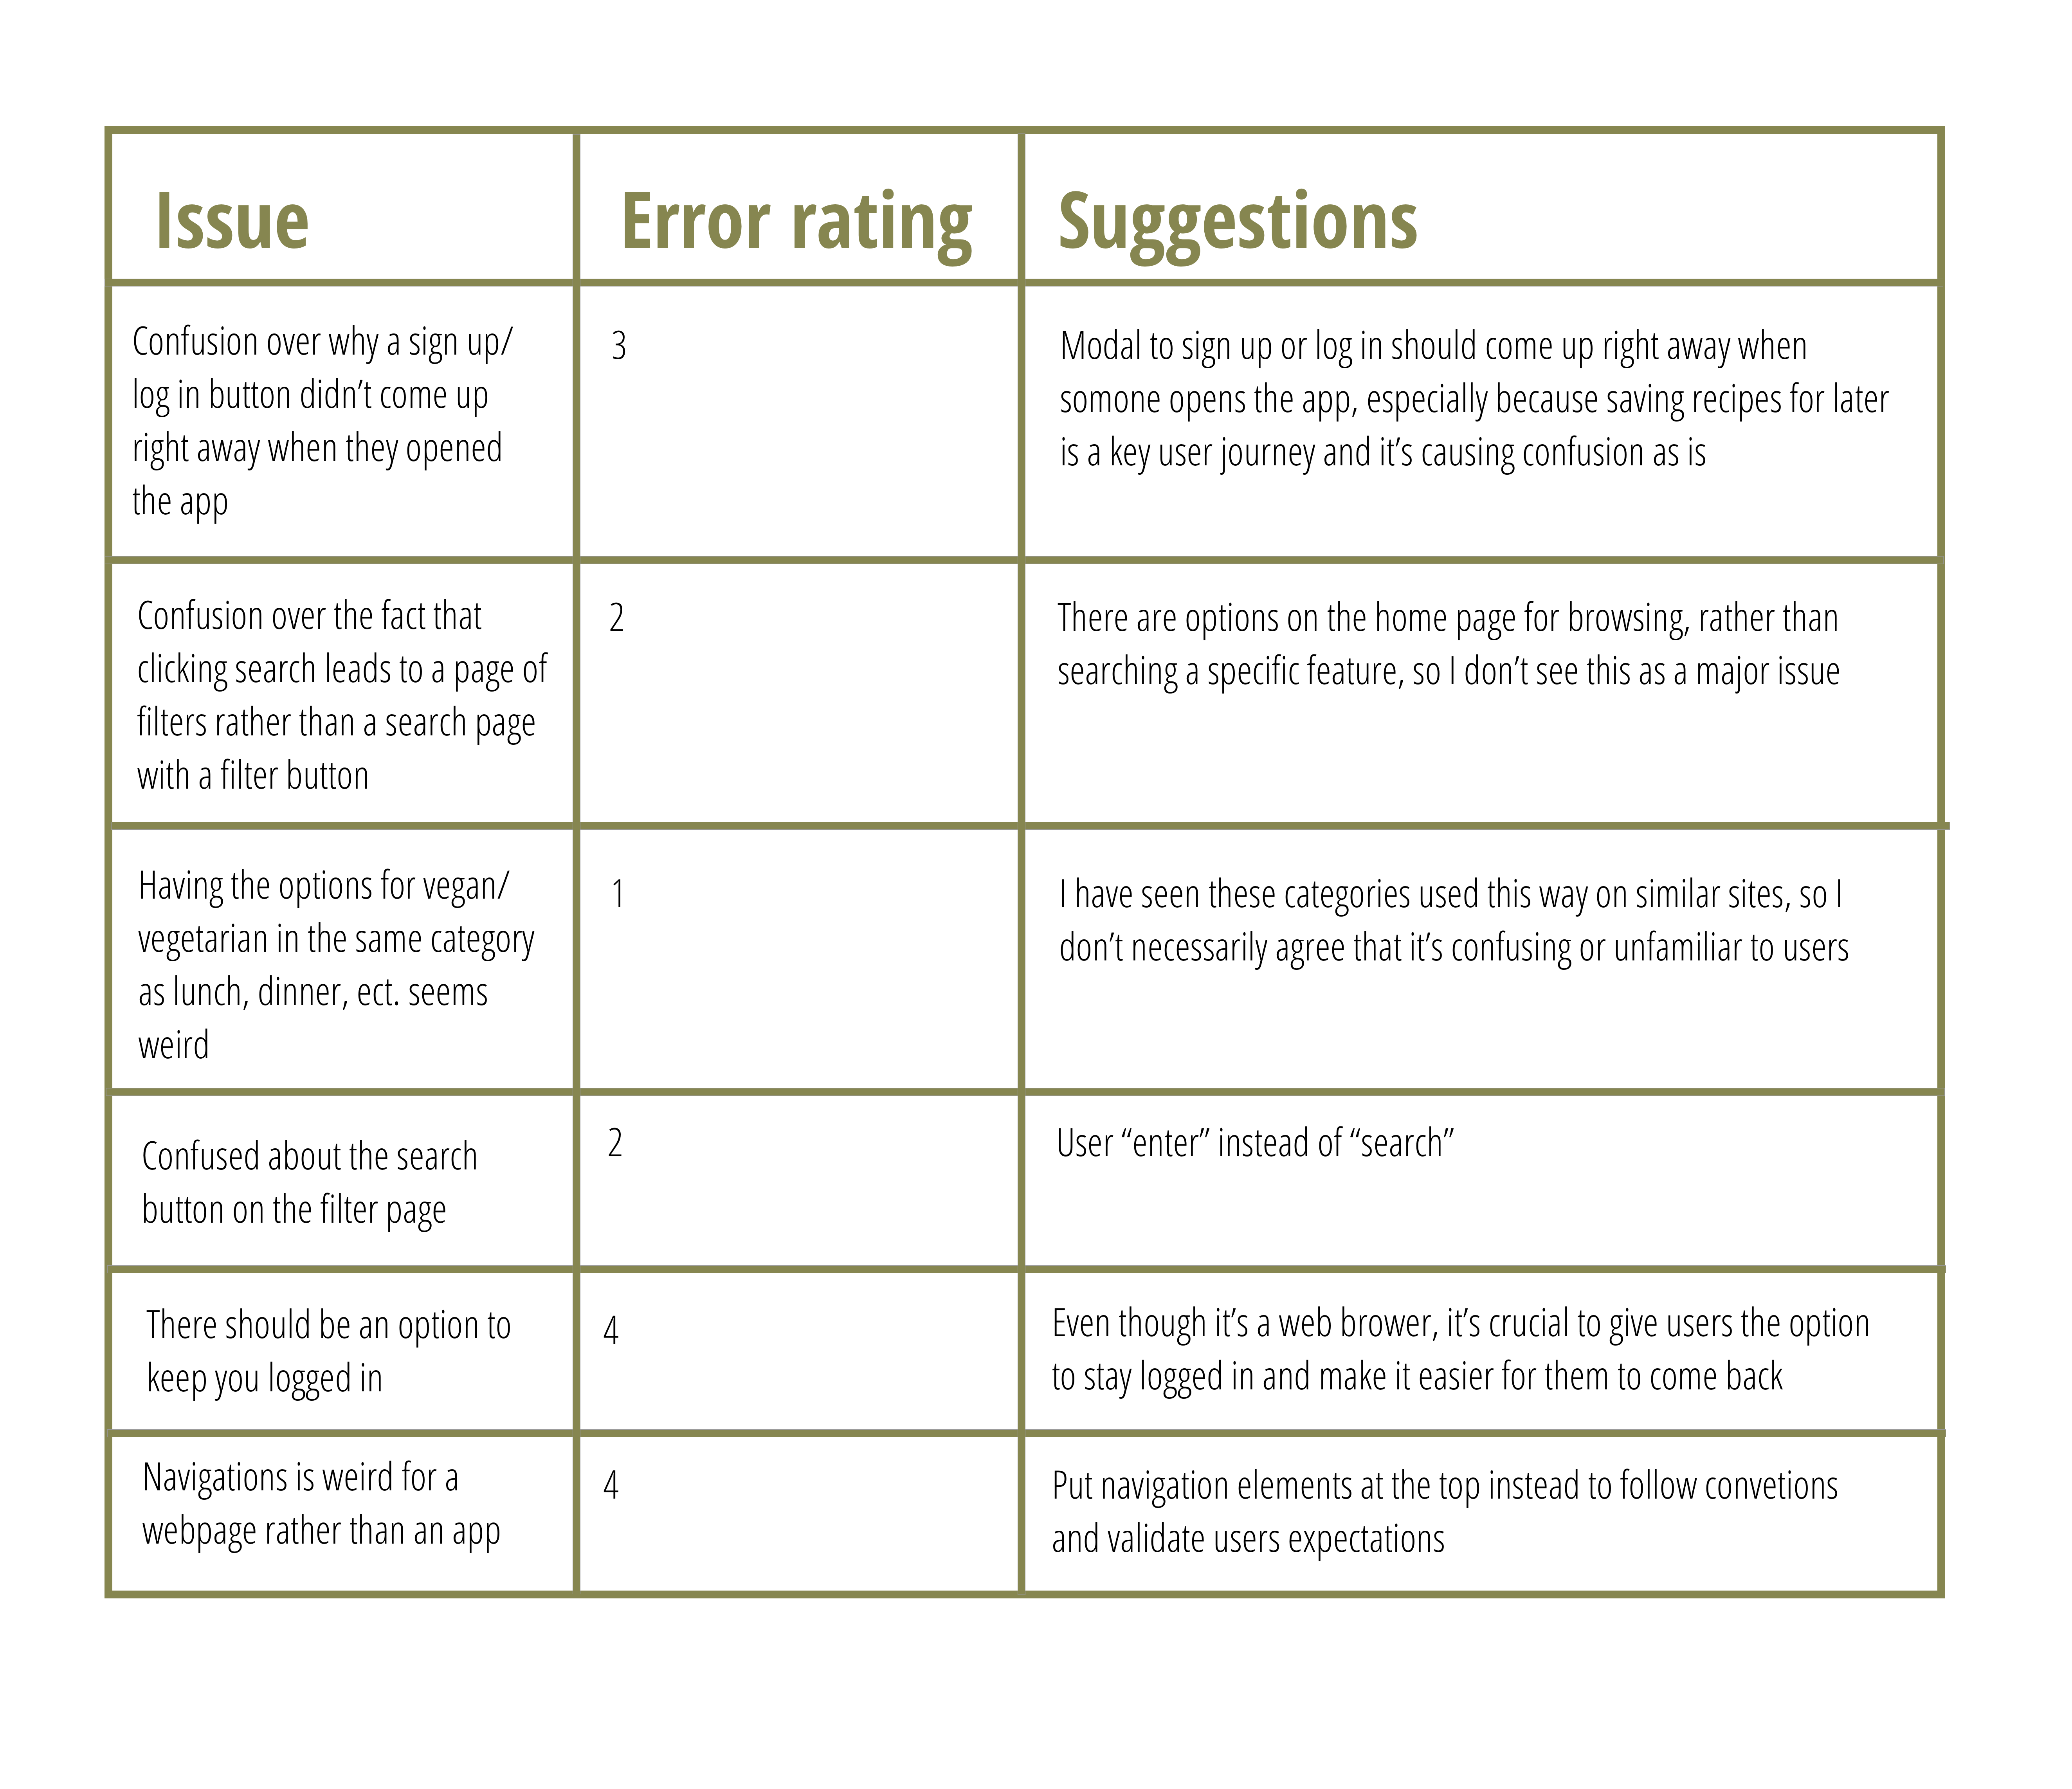 Issue
Error rating
Suggestions
Confusion over why a sign up/
log in button didn’t come up
right away when they opened
the app
3
Modal to sign up or log in should come up right away when
somone opens the app, especially because saving recipes for later
is a key user journey and it’s causing confusion as is
Confusion over the fact that
clicking search leads to a page of
filters rather than a search page
with a filter button
2
There are options on the home page for browsing, rather than
searching a specific feature, so I don’t see this as a major issue
Having the options for vegan/
vegetarian in the same category
as lunch, dinner, ect. seems
weird
1
I have seen these categories used this way on similar sites, so I
don’t necessarily agree that it’s confusing or unfamiliar to users
Confused about the search
button on the filter page
2
User “enter” instead of “search”
There should be an option to
keep you logged in
4
Even though it’s a web brower, it’s crucial to give users the option
to stay logged in and make it easier for them to come back
Navigations is weird for a
webpage rather than an app
4
Put navigation elements at the top instead to follow convetions
and validate users expectations